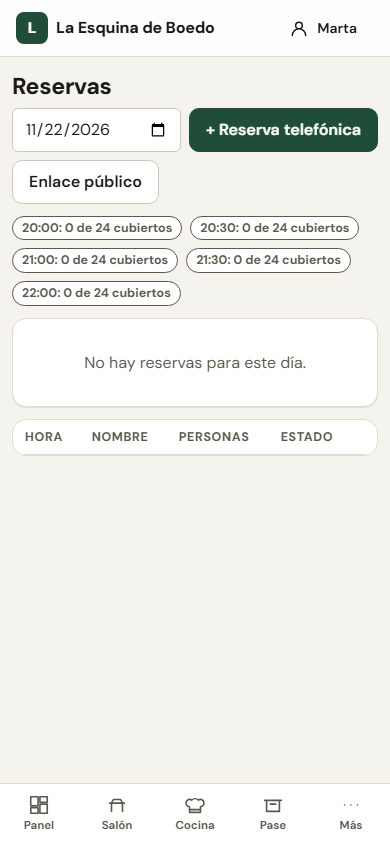 L La Esquina de Boedo Marta
Reservas
11/22/2026 + Reserva telefónica
Enlace público
20:00: 0 de 24 cubiertos 20:30: 0 de 24 cubiertos
21:00: 0 de 24 cubiertos 21:30: 0 de 24 cubiertos
22:00: 0 de 24 cubiertos
No hay reservas para este día.
HORA NOMBRE PERSONAS ESTADO
Panel Salón Cocina Pase Más